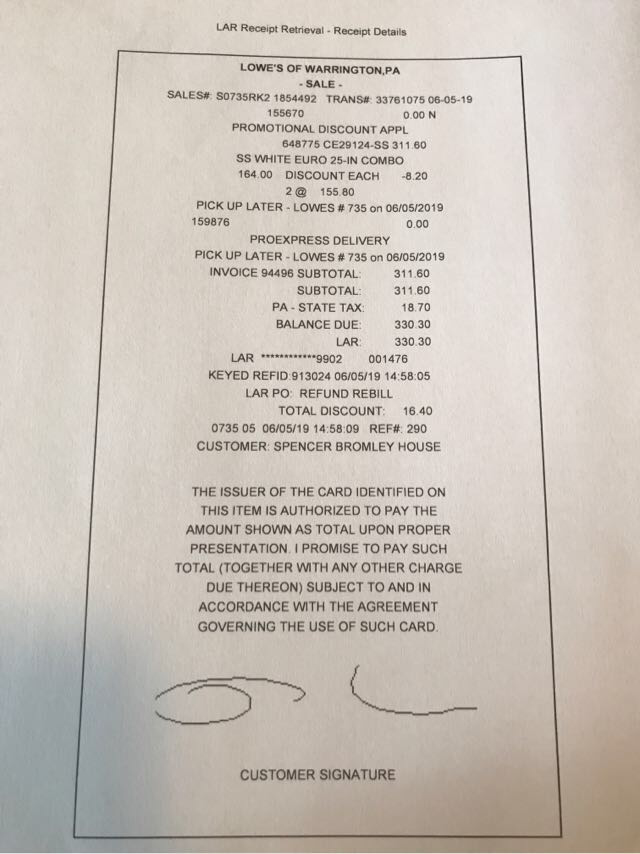 LAR Receipt Retrieval - Receipt Details
LOWE'S OF WARRINGTON,PA
- SALE -
SALES#: S0735RK2 1854492 TRANS#: 33761075 06-05-19
155670 0.00 N
PROMOTIONAL DISCOUNT APPL
648775 CE29124-SS 311.60
SS WHITE EURO 25-IN COMBO
164.00 DISCOUNT EACH -8.20
2 @ 155.80
PICK UP LATER - LOWES # 735 on 06/05/2019
159876 0.00
PROEXPRESS DELIVERY
PICK UP LATER - LOWES # 735 on 06/05/2019
INVOICE 94496 SUBTOTAL: 311.60
SUBTOTAL: 311.60
PA - STATE TAX: 18.70
BALANCE DUE: 330.30
LAR: 330.30
LAR ************9902 001476
KEYED REFID:913024 06/05/19 14:58:05
LAR PO: REFUND REBILL
TOTAL DISCOUNT: 16.40
0735 05 06/05/19 14:58:09 REF#: 290
CUSTOMER: SPENCER BROMLEY HOUSE
THE ISSUER OF THE CARD IDENTIFIED ON
THIS ITEM IS AUTHORIZED TO PAY THE
AMOUNT SHOWN AS TOTAL UPON PROPER
PRESENTATION. I PROMISE TO PAY SUCH
TOTAL (TOGETHER WITH ANY OTHER CHARGE
DUE THEREON) SUBJECT TO AND IN
ACCORDANCE WITH THE AGREEMENT
GOVERNING THE USE OF SUCH CARD.
CUSTOMER SIGNATURE